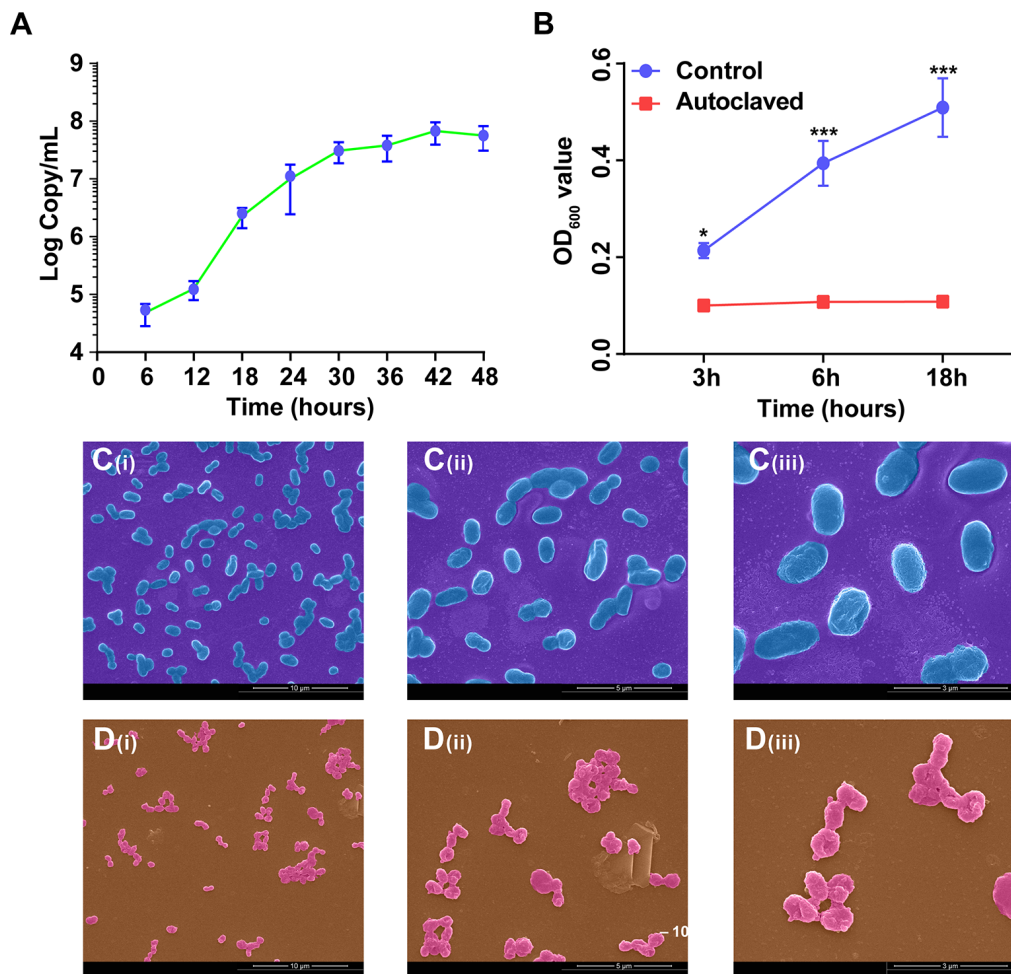 A
Log Copy/mL
9
8
7
6
5
4
0 6 12 18 24 30 36 42 48
Time (hours)
B
Control
Autoclaved
OD600 value
0.6
0.4
0.2
0.0
*
***
***
3h 6h 18h
Time (hours)
C(i)
10 µm
C(ii)
5 µm
C(iii)
3 µm
D(i)
10 µm
D(ii)
– 10
5 µm
D(iii)
3 µm